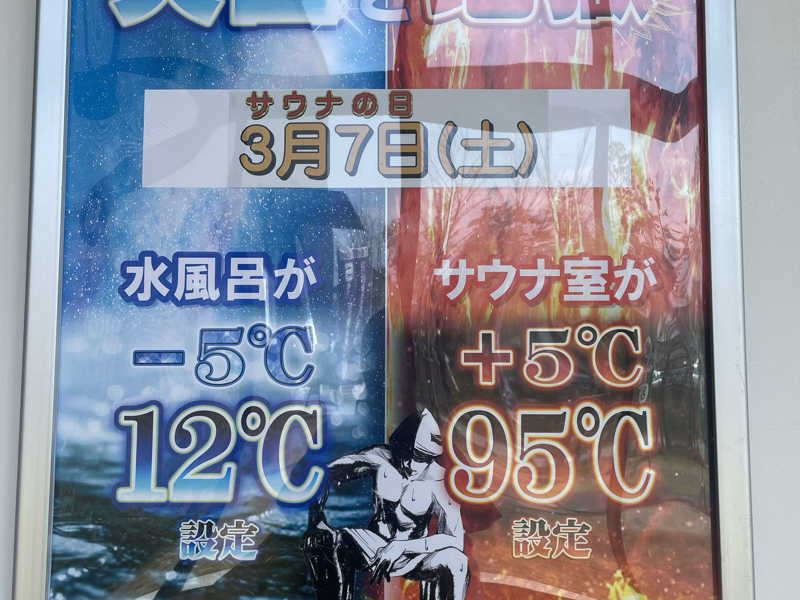 サウナの日
3月7日(土)
水風呂が
サウナ室が
-5℃
+5℃
12℃
95℃
設定
設定